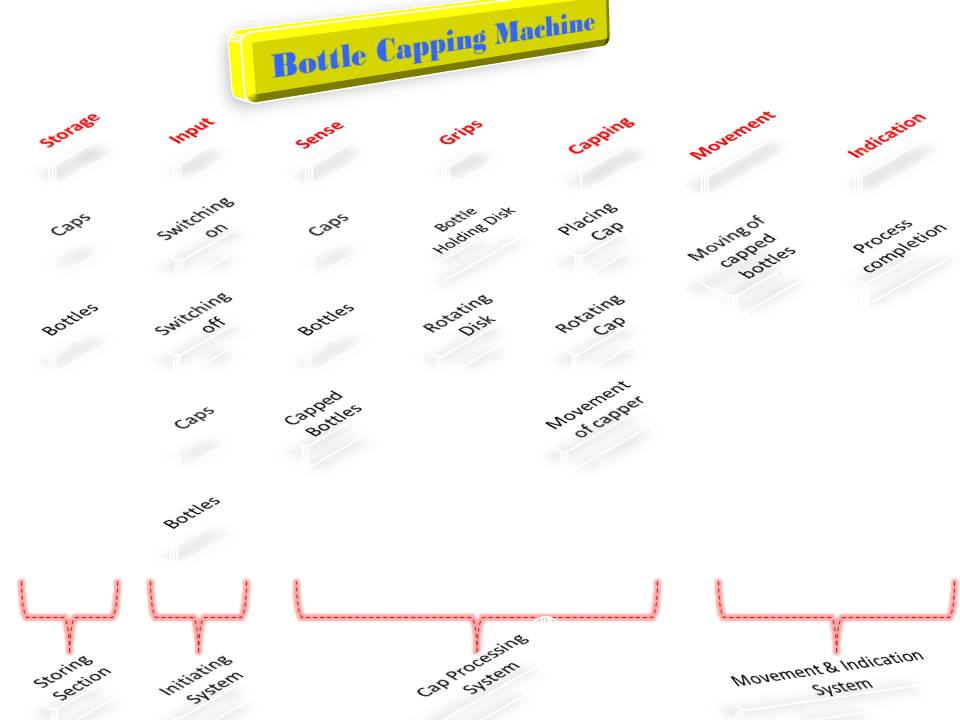 Bottle Capping Machine
Storage
Input
Sense
Grips
Capping
Movement
Indication
Caps
Switching
on
Caps
Bottle
Holding Disk
Placing
Cap
Moving of
capped
bottles
Process
completion
Bottles
Switching
off
Bottles
Rotating
Disk
Rotating
Cap
Caps
Capped
Bottles
Movement
of capper
Bottles
Storing
Section
Initiating
System
Cap Processing
System
Movement & Indication
System